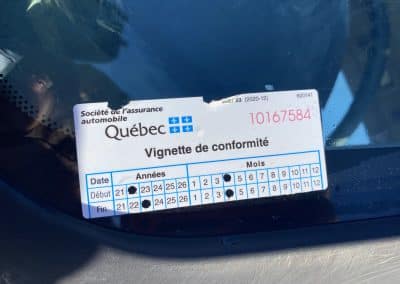 Société de l'assurance
automobile
Québec
23 (2020-12)
10167584
Vignette de conformité
Date Années Mois
Début 21 23 24 25 26 1 2 3 5 6 7 8 9 10 11 12
Fin 21 22 24 25 26 1 2 3 5 6 7 8 9 10 11 12